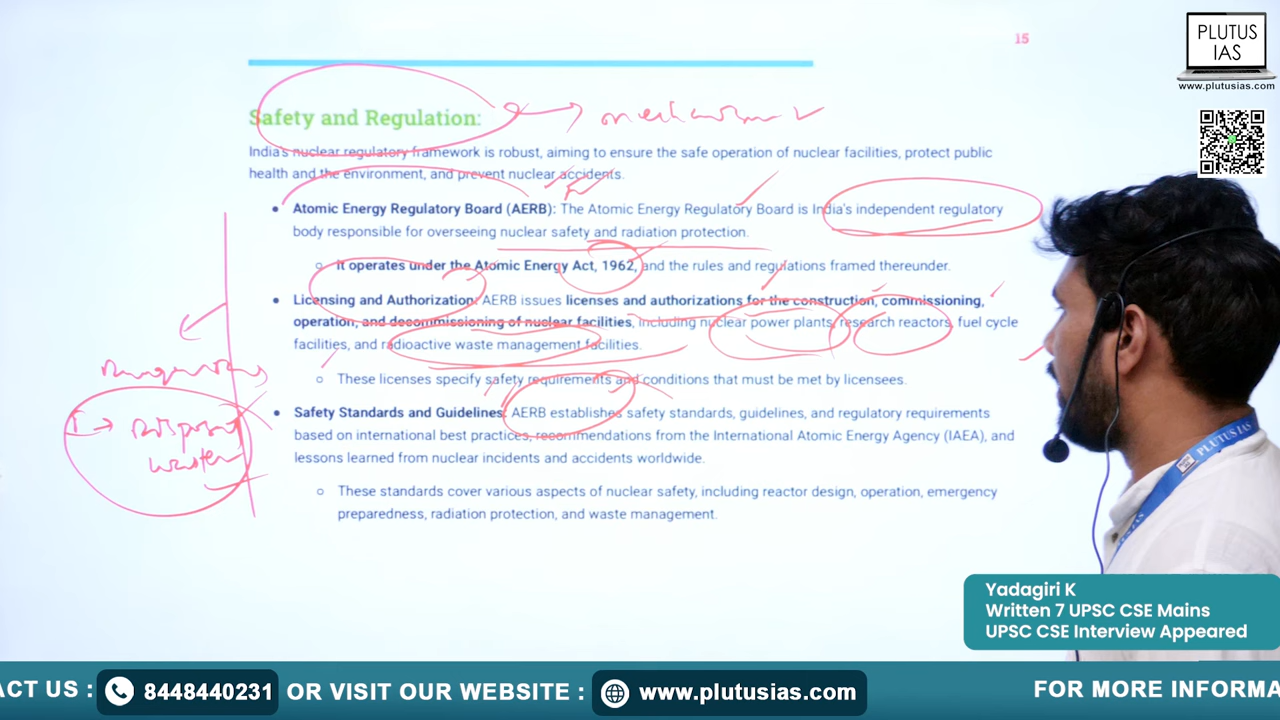 15
PLUTUS
IAS
www.plutusias.com
Safety and Regulation:
India's nuclear regulatory framework is robust, aiming to ensure the safe operation of nuclear facilities, protect public
health and the environment, and prevent nuclear accidents.
• Atomic Energy Regulatory Board (AERB): The Atomic Energy Regulatory Board is India's independent regulatory
body responsible for overseeing nuclear safety and radiation protection.
○ It operates under the Atomic Energy Act, 1962, and the rules and regulations framed thereunder.
• Licensing and Authorization: AERB issues licenses and authorizations for the construction, commissioning,
operation, and decommissioning of nuclear facilities, including nuclear power plants, research reactors, fuel cycle
facilities, and radioactive waste management facilities.
○ These licenses specify safety requirements and conditions that must be met by licensees.
• Safety Standards and Guidelines: AERB establishes safety standards, guidelines, and regulatory requirements
based on international best practices, recommendations from the International Atomic Energy Agency (IAEA), and
lessons learned from nuclear incidents and accidents worldwide.
○ These standards cover various aspects of nuclear safety, including reactor design, operation, emergency
preparedness, radiation protection, and waste management.
PLUTUS IAS
Yadagiri K
Written 7 UPSC CSE Mains
UPSC CSE Interview Appeared
ACT US : 8448440231 OR VISIT OUR WEBSITE : www.plutusias.com FOR MORE INFORMA